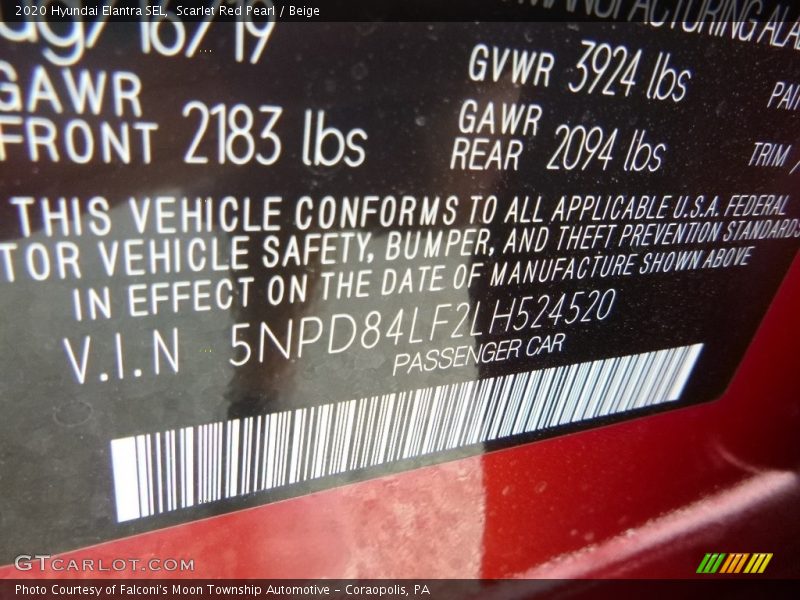 2020 Hyundai Elantra SEL, Scarlet Red Pearl / Beige
MANUFACTURING
16/19
GAWR FRONT 2183 lbs
GVWR 3924 lbs
GAWR REAR 2094 lbs
TRIM /
THIS VEHICLE CONFORMS TO ALL APPLICABLE U.S.A. FEDERAL
TOR VEHICLE SAFETY, BUMPER, AND THEFT PREVENTION STANDARDS
IN EFFECT ON THE DATE OF MANUFACTURE SHOWN ABOVE
V.I.N 5NPD84LF2LH524520
PASSENGER CAR
GTCARLOT.COM
Photo Courtesy of Falconi's Moon Township Automotive - Coraopolis, PA